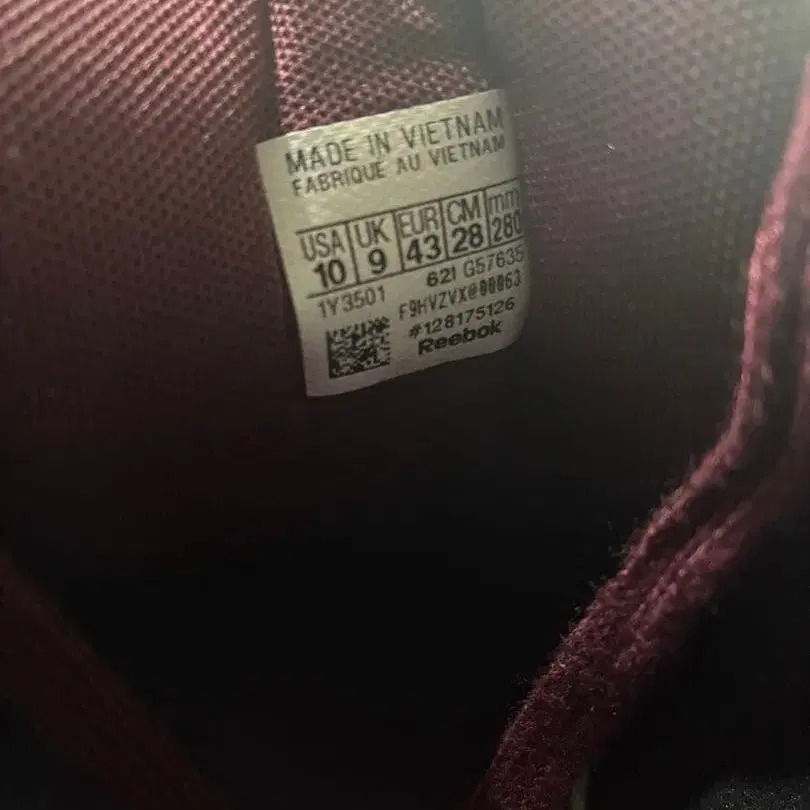 MADE IN VIETNAM
FABRIQUE AU VIETNAM
USA UK EUR CM mm
10 9 43 28 280
1Y3501 621 G57635
F9HVZVX@00063
#128175126
Reebok